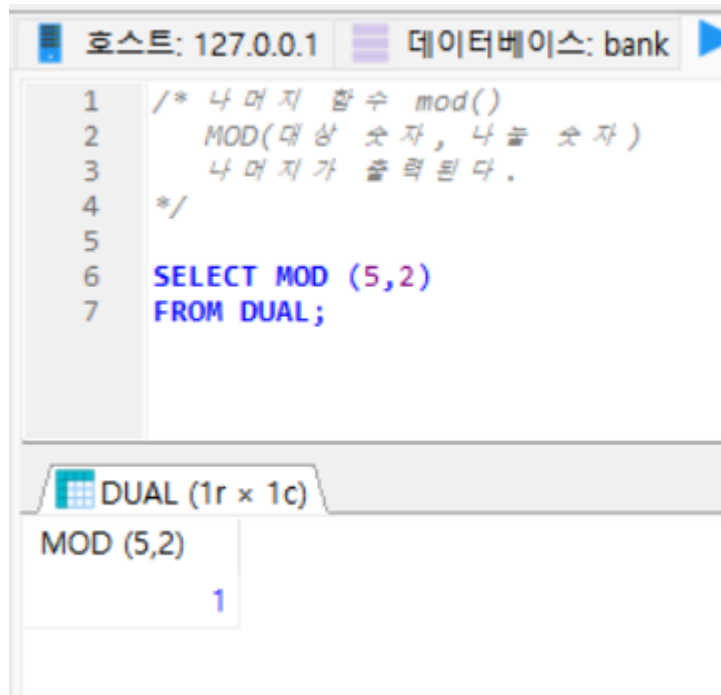 호스트: 127.0.0.1 데이터베이스: bank
1 /* 나머지 함수 mod()
2 MOD(대상 숫자, 나눌 숫자)
3 나머지가 출력된다.
4 */
5
6 SELECT MOD (5,2)
7 FROM DUAL;
DUAL (1r × 1c)
MOD (5,2)
1